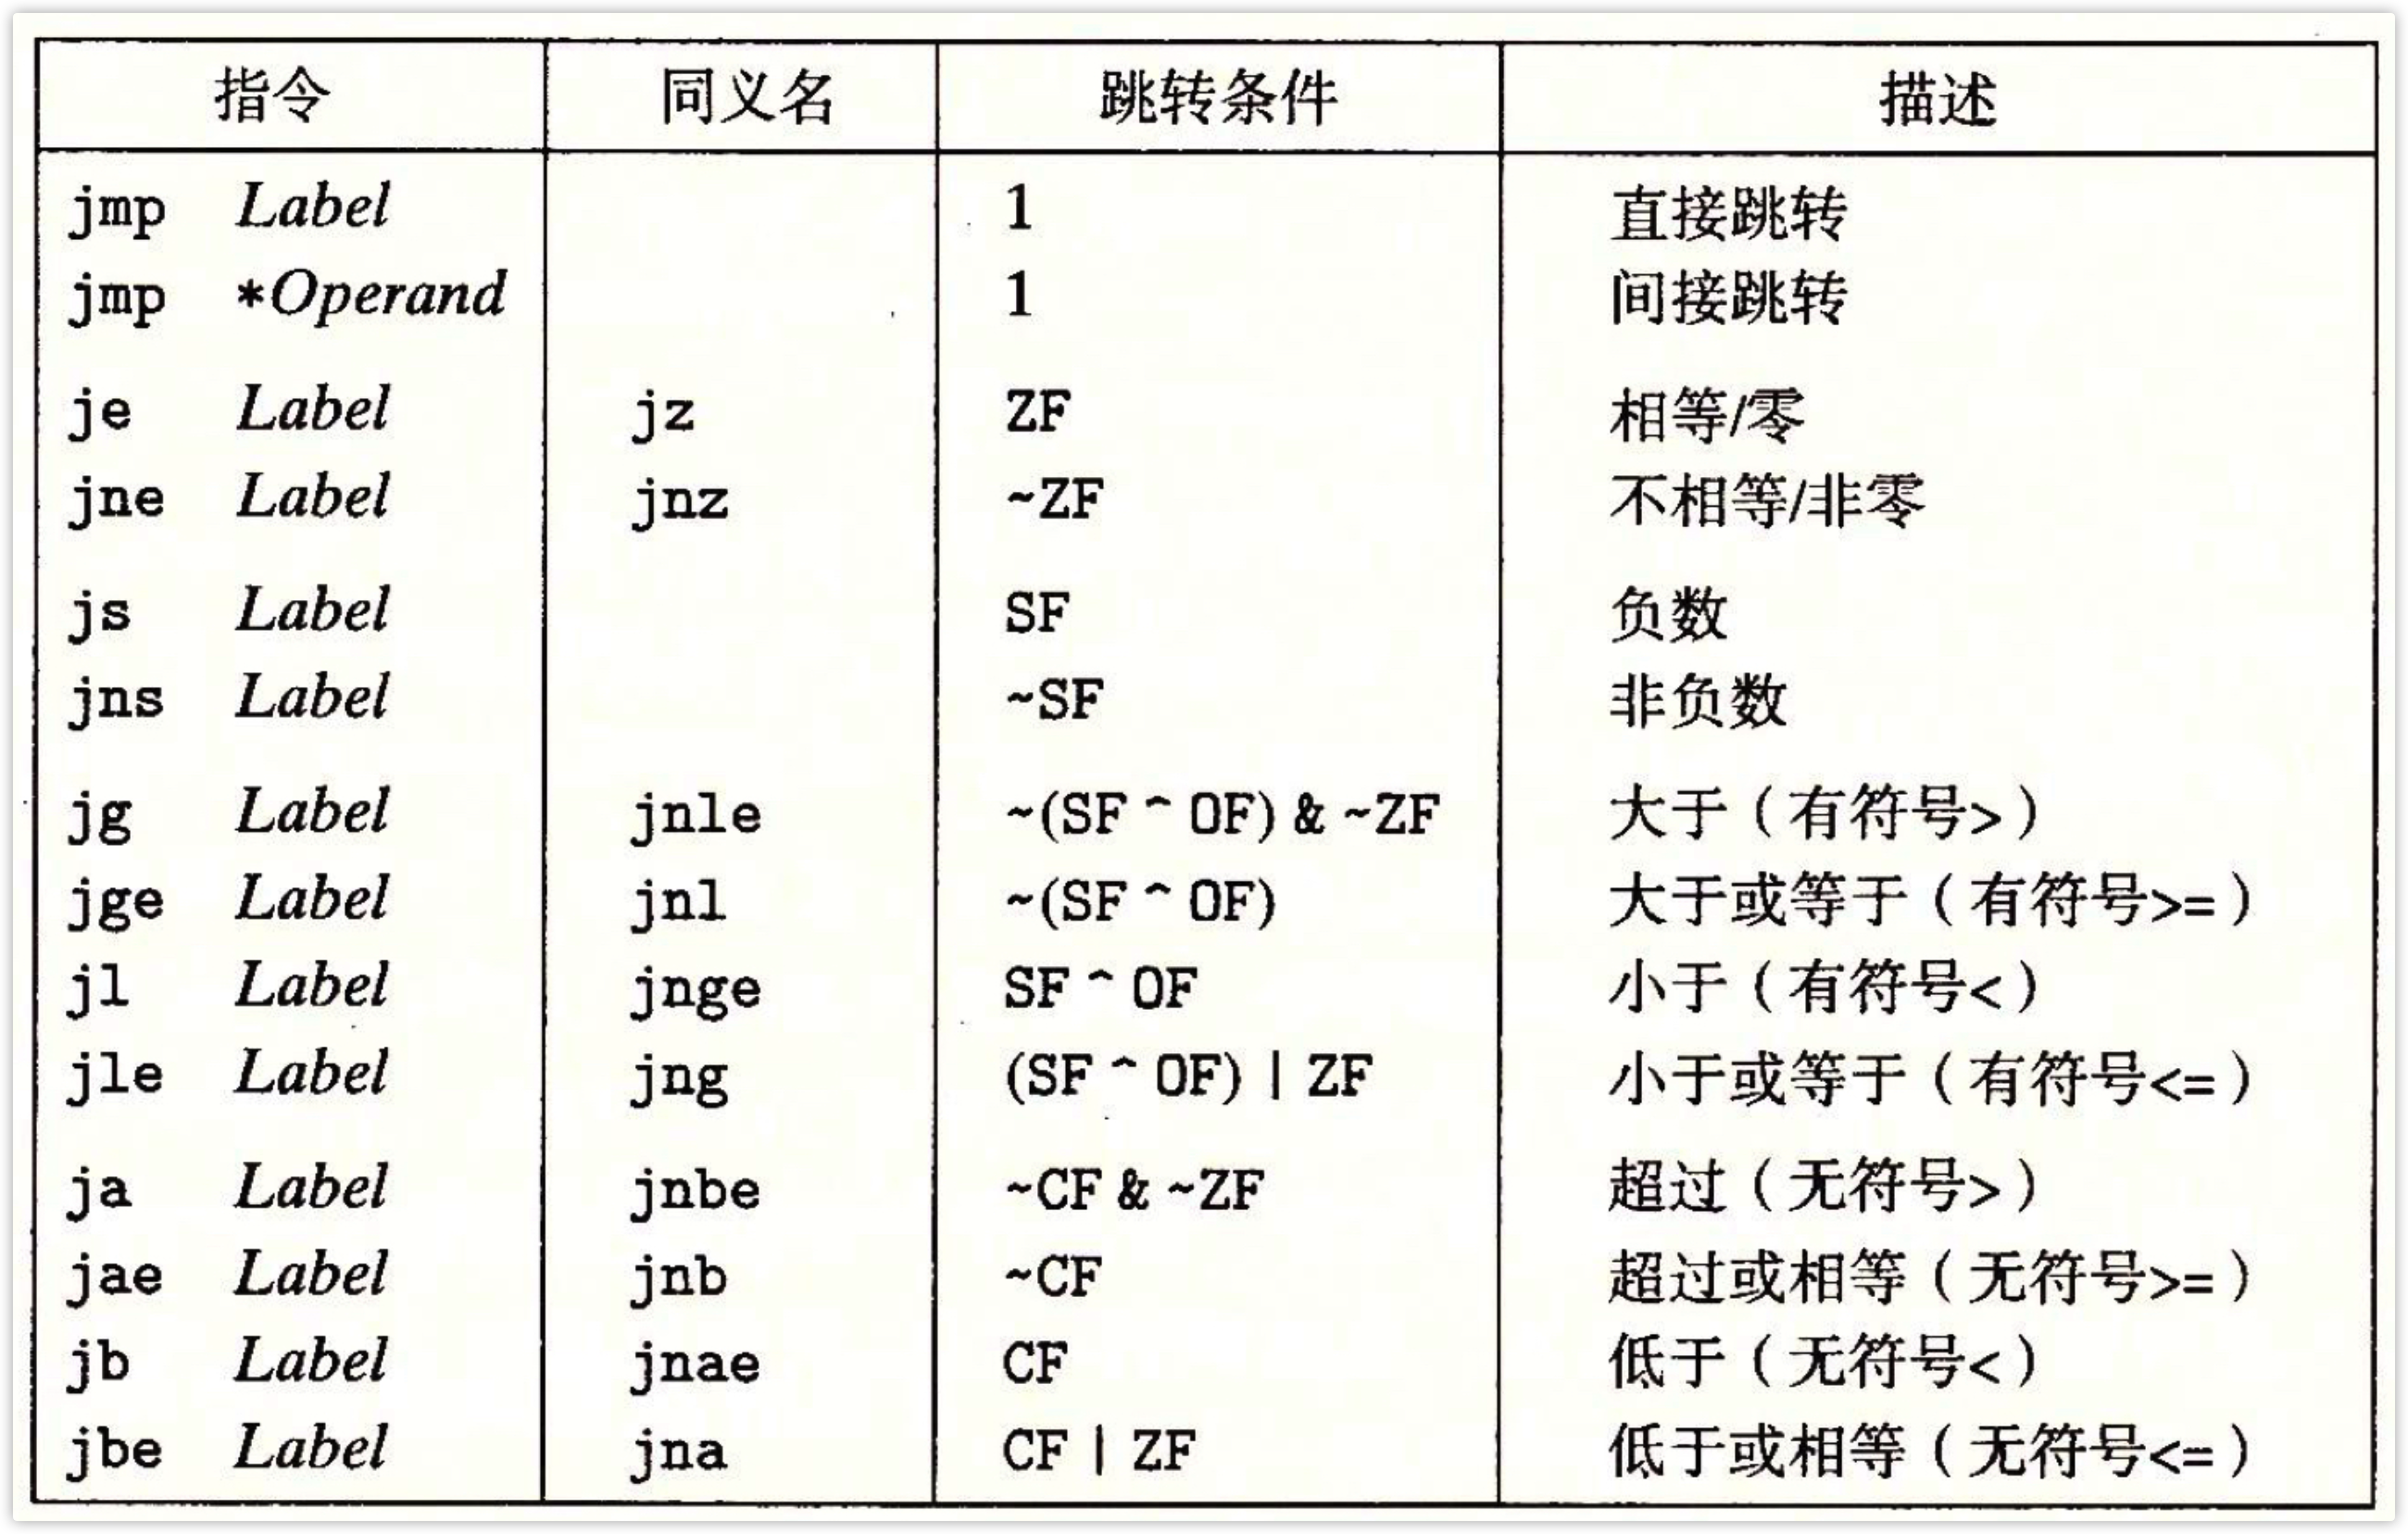 指令 同义名 跳转条件 描述
jmp Label 1 直接跳转
jmp *Operand 1 间接跳转
je Label jz ZF 相等/零
jne Label jnz ~ZF 不相等/非零
js Label SF 负数
jns Label ~SF 非负数
jg Label jnle ~(SF ^ OF) & ~ZF 大于（有符号>）
jge Label jnl ~(SF ^ OF) 大于或等于（有符号>=）
jl Label jnge SF ^ OF 小于（有符号<）
jle Label jng (SF ^ OF) | ZF 小于或等于（有符号<=）
ja Label jnbe ~CF & ~ZF 超过（无符号>）
jae Label jnb ~CF 超过或相等（无符号>=）
jb Label jnae CF 低于（无符号<）
jbe Label jna CF | ZF 低于或相等（无符号<=）